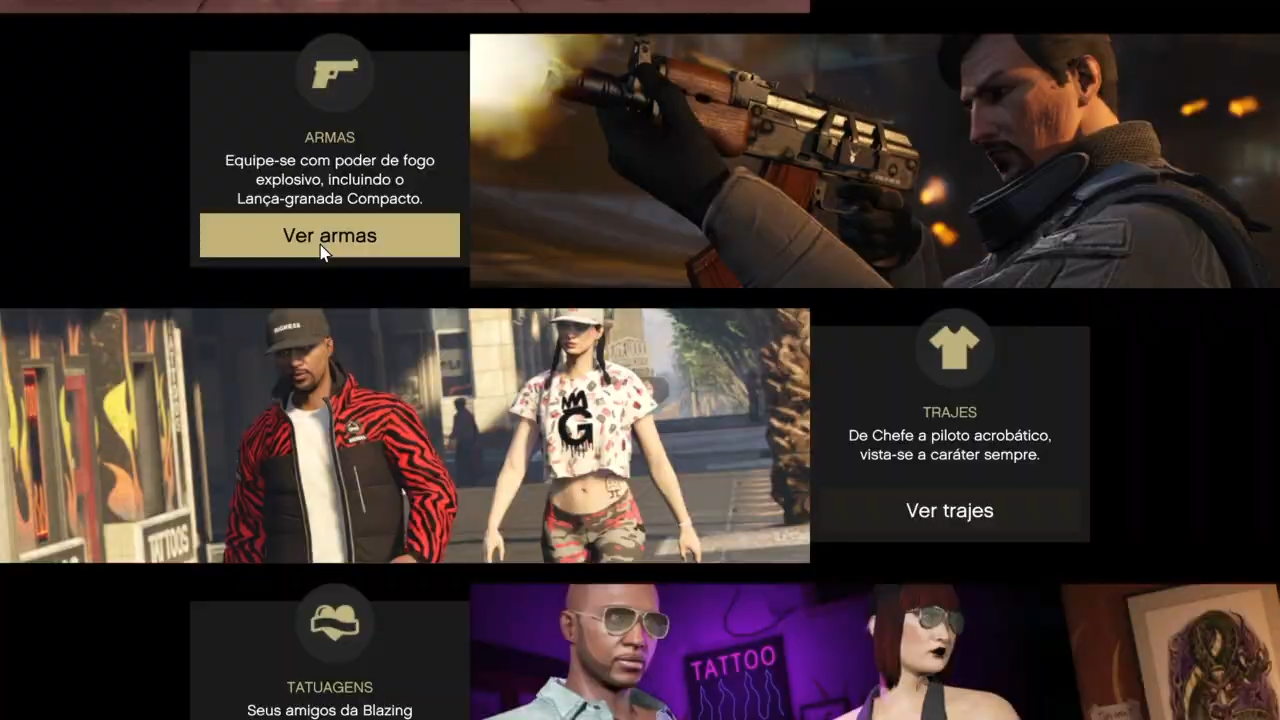 ARMAS
Equipe-se com poder de fogo
explosivo, incluindo o
Lança-granada Compacto.
Ver armas
G
TATTOOS
TRAJES
De Chefe a piloto acrobático,
vista-se a caráter sempre.
Ver trajes
TATTOO
TATUAGENS
Seus amigos da Blazing